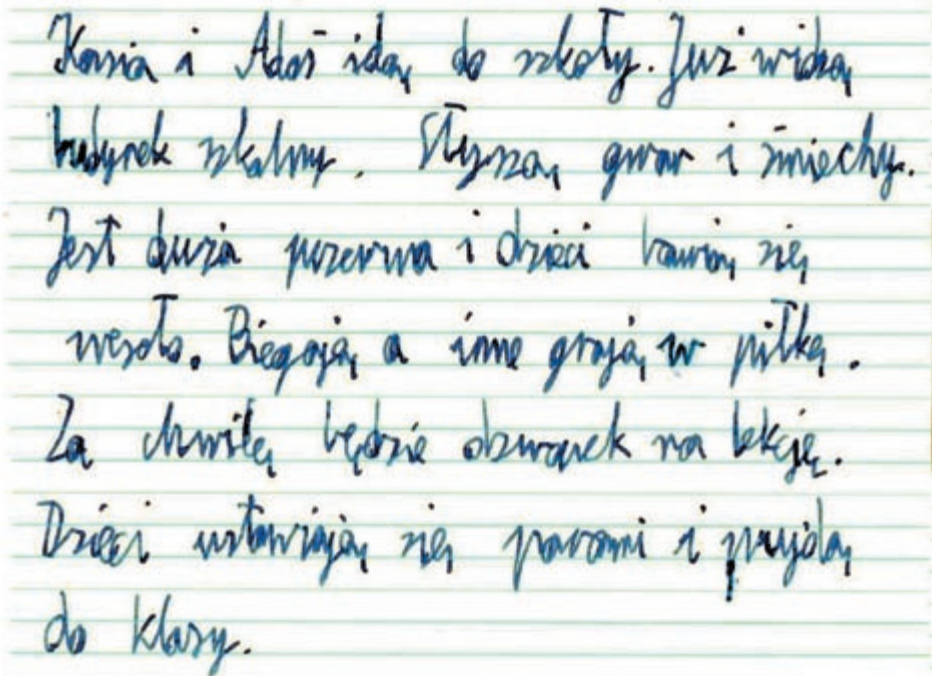 Kasia i Adaś idą do szkoły. Już widzą
budynek szkolny. Słyszą gwar i śmiechy.
Jest duża przerwa i dzieci bawią się
wesoło. Biegają a inne grają w piłkę.
Za chwilę będzie dzwonek na lekcję.
Dzieci ustawiają się parami i pójdą
do klasy.